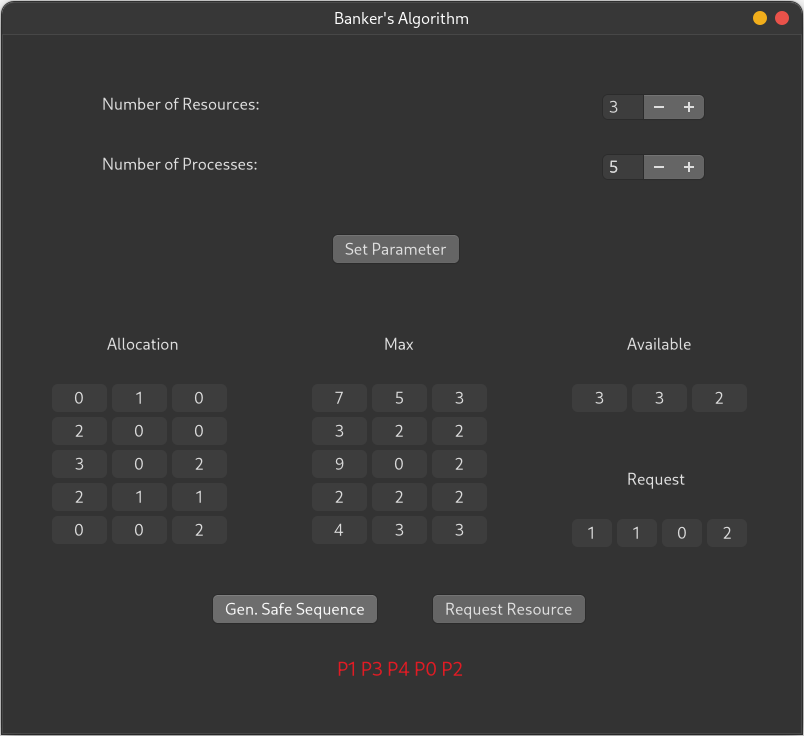 Banker's Algorithm
Number of Resources:
3 − +
Number of Processes:
5 − +
Set Parameter
Allocation
0 1 0
2 0 0
3 0 2
2 1 1
0 0 2
Max
7 5 3
3 2 2
9 0 2
2 2 2
4 3 3
Available
3 3 2
Request
1 1 0 2
Gen. Safe Sequence
Request Resource
P1 P3 P4 P0 P2